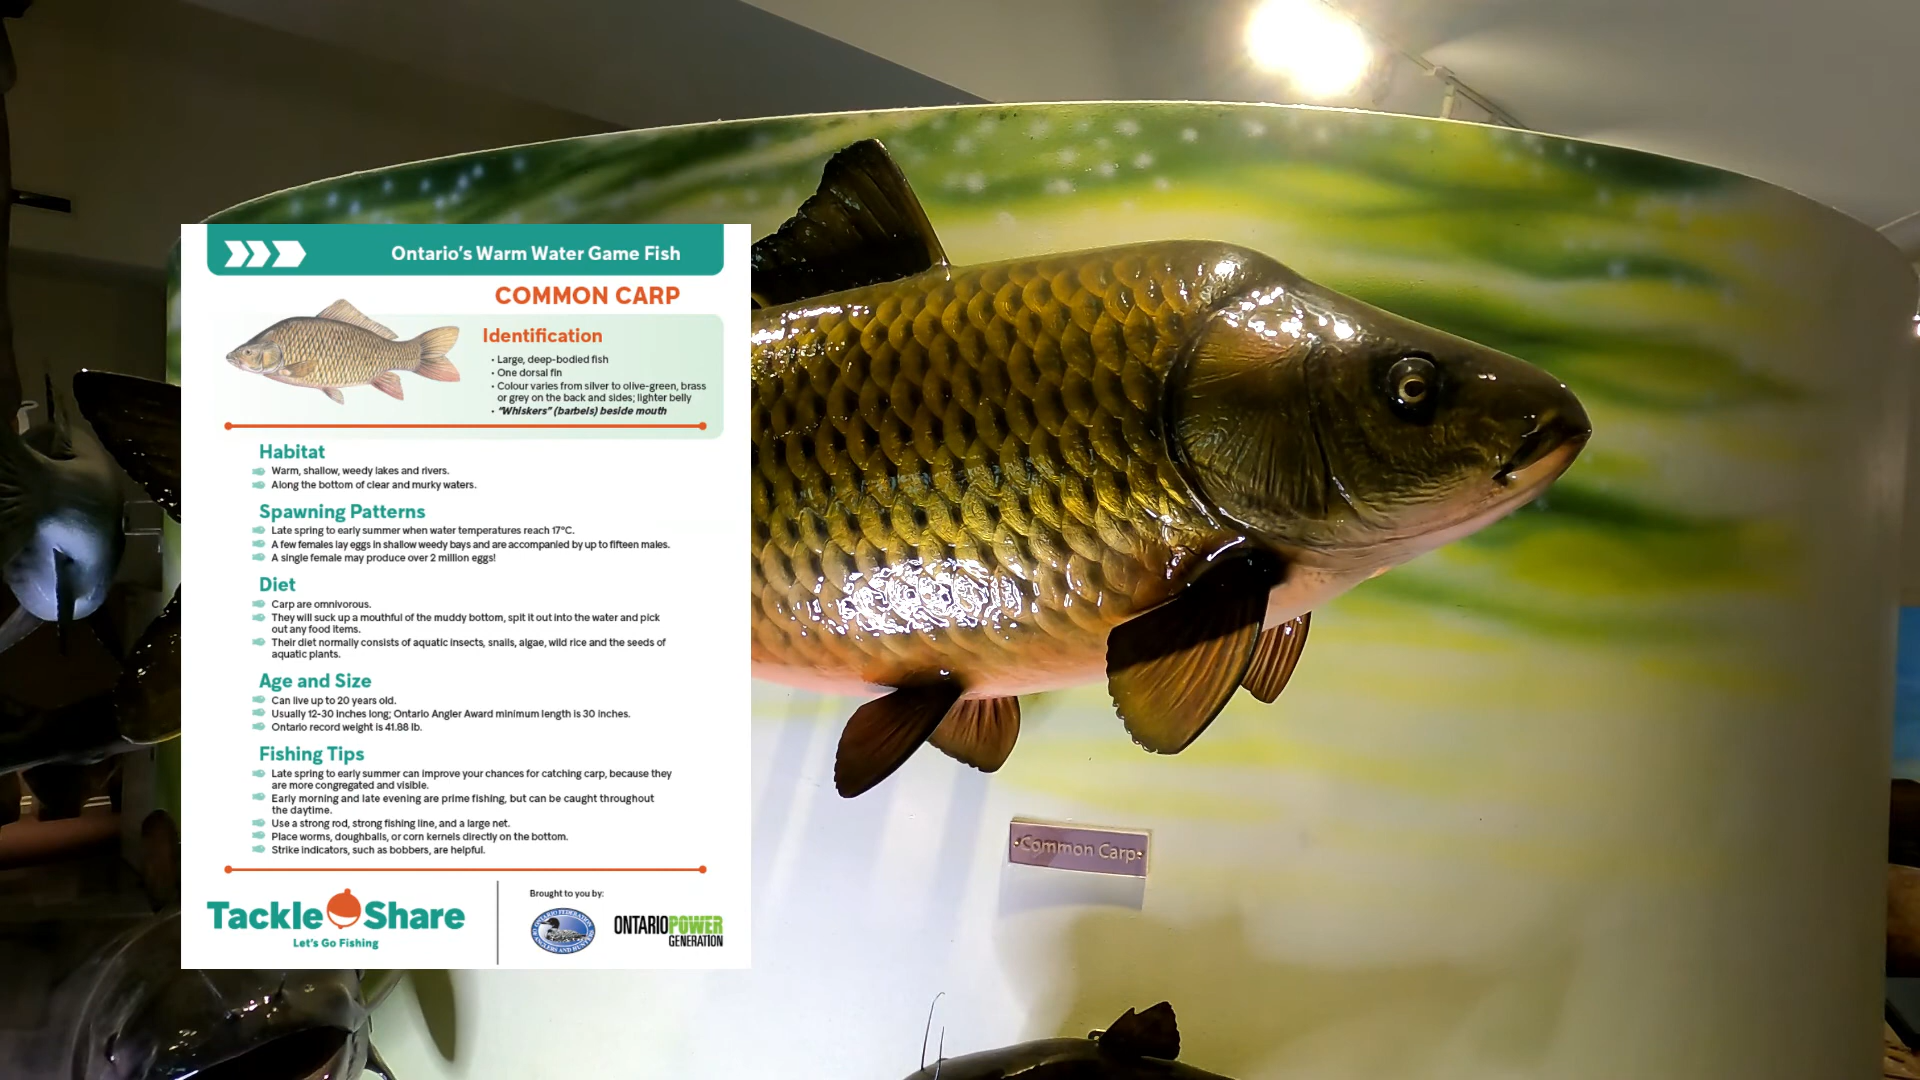 Ontario's Warm Water Game Fish
COMMON CARP
Identification
• Large, deep-bodied fish
• One dorsal fin
• Colour varies from silver to olive-green, brass
or grey on the back and sides; lighter belly
• "Whiskers" (barbels) beside mouth
Habitat
Warm, shallow, weedy lakes and rivers.
Along the bottom of clear and murky waters.
Spawning Patterns
Late spring to early summer when water temperatures reach 17°C.
A few females lay eggs in shallow weedy bays and are accompanied by up to fifteen males.
A single female may produce over 2 million eggs!
Diet
Carp are omnivorous.
They will suck up a mouthful of the muddy bottom, spit it out into the water and pick
out any food items.
Their diet normally consists of aquatic insects, snails, algae, wild rice and the seeds of
aquatic plants.
Age and Size
Can live up to 20 years old.
Usually 12-30 inches long; Ontario Angler Award minimum length is 30 inches.
Ontario record weight is 41.88 lb.
Fishing Tips
Late spring to early summer can improve your chances for catching carp, because they
are more congregated and visible.
Early morning and late evening are prime fishing, but can be caught throughout
the daytime.
Use a strong rod, strong fishing line, and a large net.
Place worms, doughballs, or corn kernels directly on the bottom.
Strike indicators, such as bobbers, are helpful.
Tackle Share
Let's Go Fishing
Brought to you by:
ONTARIO FEDERATION
OF ANGLERS AND HUNTERS
ONTARIOPOWER
GENERATION
Common Carp